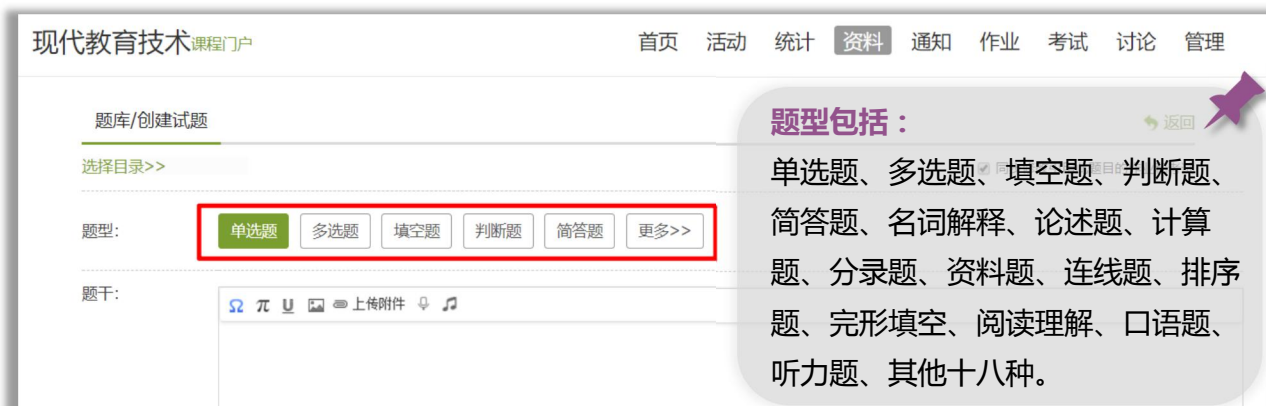 现代教育技术课程门户
首页 活动 统计 资料 通知 作业 考试 讨论 管理
题库/创建试题
返回
选择目录>>
题型:
单选题 多选题 填空题 判断题 简答题 更多>>
题干:
Ω π U 上传附件
题型包括：
单选题、多选题、填空题、判断题、
简答题、名词解释、论述题、计算
题、分录题、资料题、连线题、排序
题、完形填空、阅读理解、口语题、
听力题、其他十八种。